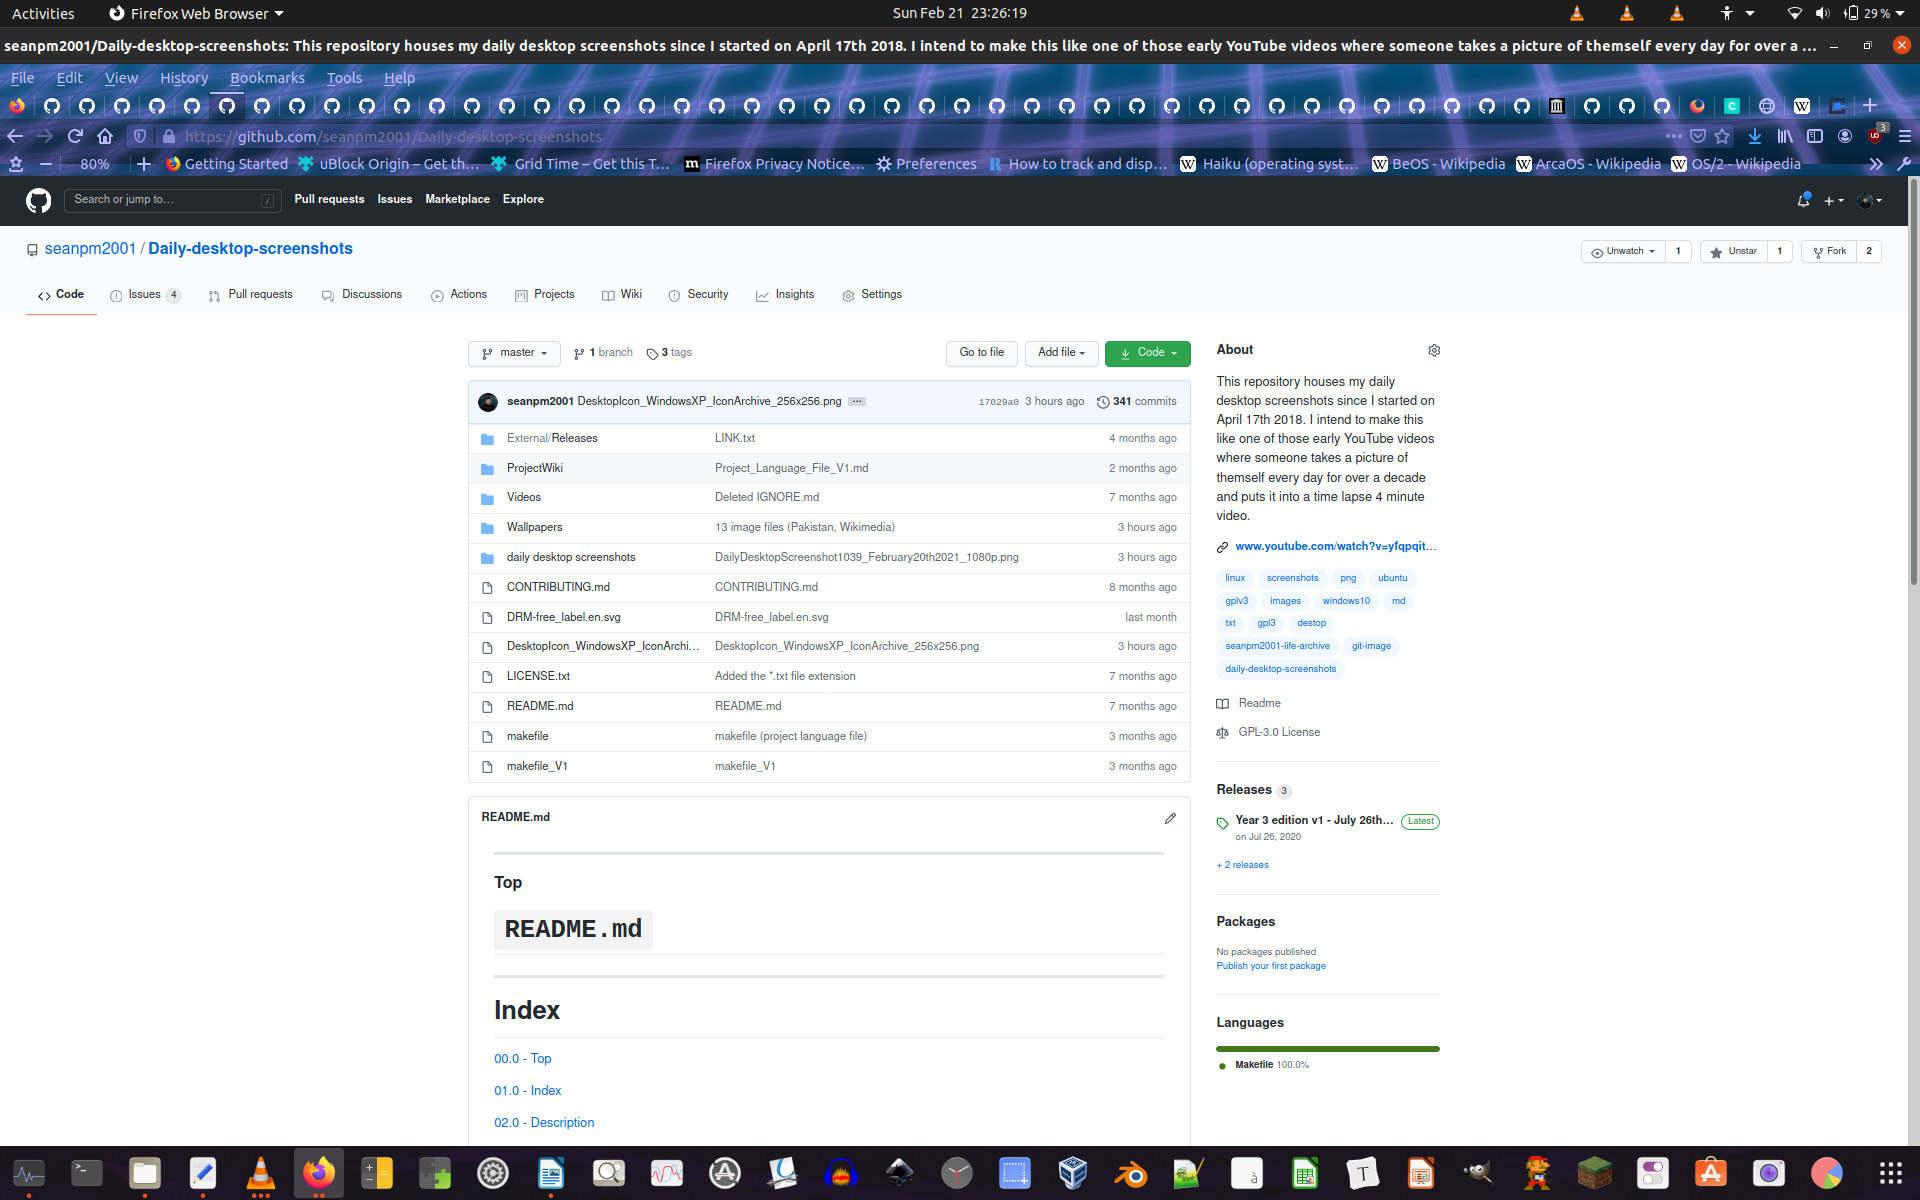 Activities
Firefox Web Browser
Sun Feb 21 23:26:19
29 %
seanpm2001/Daily-desktop-screenshots: This repository houses my daily desktop screenshots since I started on April 17th 2018. I intend to make this like one of those early YouTube videos where someone takes a picture of themself every day for over a ...
File Edit View History Bookmarks Tools Help
https://github.com/seanpm2001/Daily-desktop-screenshots
3
80%
Getting Started
uBlock Origin – Get th...
Grid Time – Get this T...
Firefox Privacy Notice...
Preferences
How to track and disp...
Haiku (operating syst...
BeOS - Wikipedia
ArcaOS - Wikipedia
OS/2 - Wikipedia
Search or jump to...
/
Pull requests Issues Marketplace Explore
seanpm2001 / Daily-desktop-screenshots
Unwatch 1
Unstar 1
Fork 2
Code
Issues 4
Pull requests
Discussions
Actions
Projects
Wiki
Security
Insights
Settings
master
1 branch
3 tags
Go to file
Add file
Code
seanpm2001 DesktopIcon_WindowsXP_IconArchive_256x256.png ...
17029a0 3 hours ago 341 commits
External/Releases LINK.txt 4 months ago
ProjectWiki Project_Language_File_V1.md 2 months ago
Videos Deleted IGNORE.md 7 months ago
Wallpapers 13 image files (Pakistan, Wikimedia) 3 hours ago
daily desktop screenshots DailyDesktopScreenshot1039_February20th2021_1080p.png 3 hours ago
CONTRIBUTING.md CONTRIBUTING.md 8 months ago
DRM-free_label.en.svg DRM-free_label.en.svg last month
DesktopIcon_WindowsXP_IconArchi... DesktopIcon_WindowsXP_IconArchive_256x256.png 3 hours ago
LICENSE.txt Added the *.txt file extension 7 months ago
README.md README.md 7 months ago
makefile makefile (project language file) 3 months ago
makefile_V1 makefile_V1 3 months ago
README.md
Top
README.md
Index
00.0 - Top
01.0 - Index
02.0 - Description
About
This repository houses my daily
desktop screenshots since I started on
April 17th 2018. I intend to make this
like one of those early YouTube videos
where someone takes a picture of
themself every day for over a decade
and puts it into a time lapse 4 minute
video.
www.youtube.com/watch?v=yfqpqit...
linux screenshots png ubuntu
gplv3 images windows10 md
txt gpl3 destop
seanpm2001-life-archive git-image
daily-desktop-screenshots
Readme
GPL-3.0 License
Releases 3
Year 3 edition v1 - July 26th... Latest
on Jul 26, 2020
+ 2 releases
Packages
No packages published
Publish your first package
Languages
Makefile 100.0%